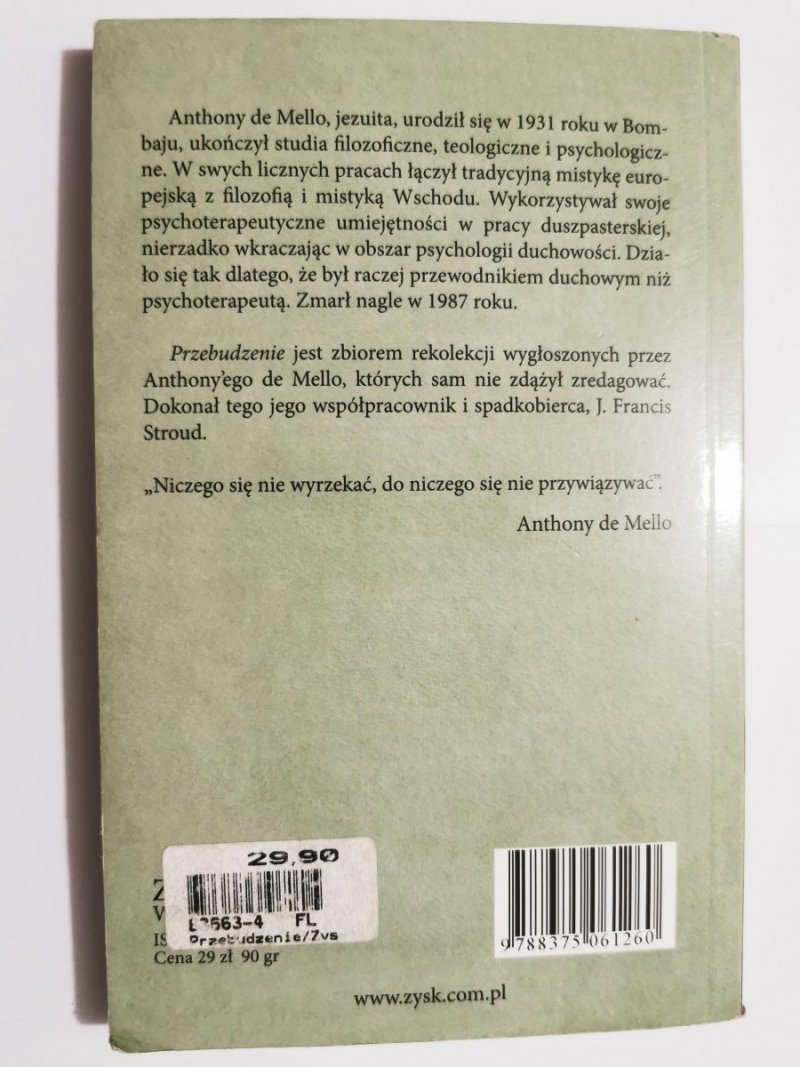 Anthony de Mello, jezuita, urodził się w 1931 roku w Bom-
baju, ukończył studia filozoficzne, teologiczne i psychologicz-
ne. W swych licznych pracach łączył tradycyjną mistykę euro-
pejską z filozofią i mistyką Wschodu. Wykorzystywał swoje
psychoterapeutyczne umiejętności w pracy duszpasterskiej,
nierzadko wkraczając w obszar psychologii duchowości. Dzia-
ło się tak dlatego, że był raczej przewodnikiem duchowym niż
psychoterapeutą. Zmarł nagle w 1987 roku.
Przebudzenie jest zbiorem rekolekcji wygłoszonych przez
Anthony'ego de Mello, których sam nie zdążył zredagować.
Dokonał tego jego współpracownik i spadkobierca, J. Francis
Stroud.
„Niczego się nie wyrzekać, do niczego się nie przywiązywać”.
Anthony de Mello
29,90
FL
Przebudzenie/Zys
Cena 29 zł 90 gr
9 788375 061260
www.zysk.com.pl